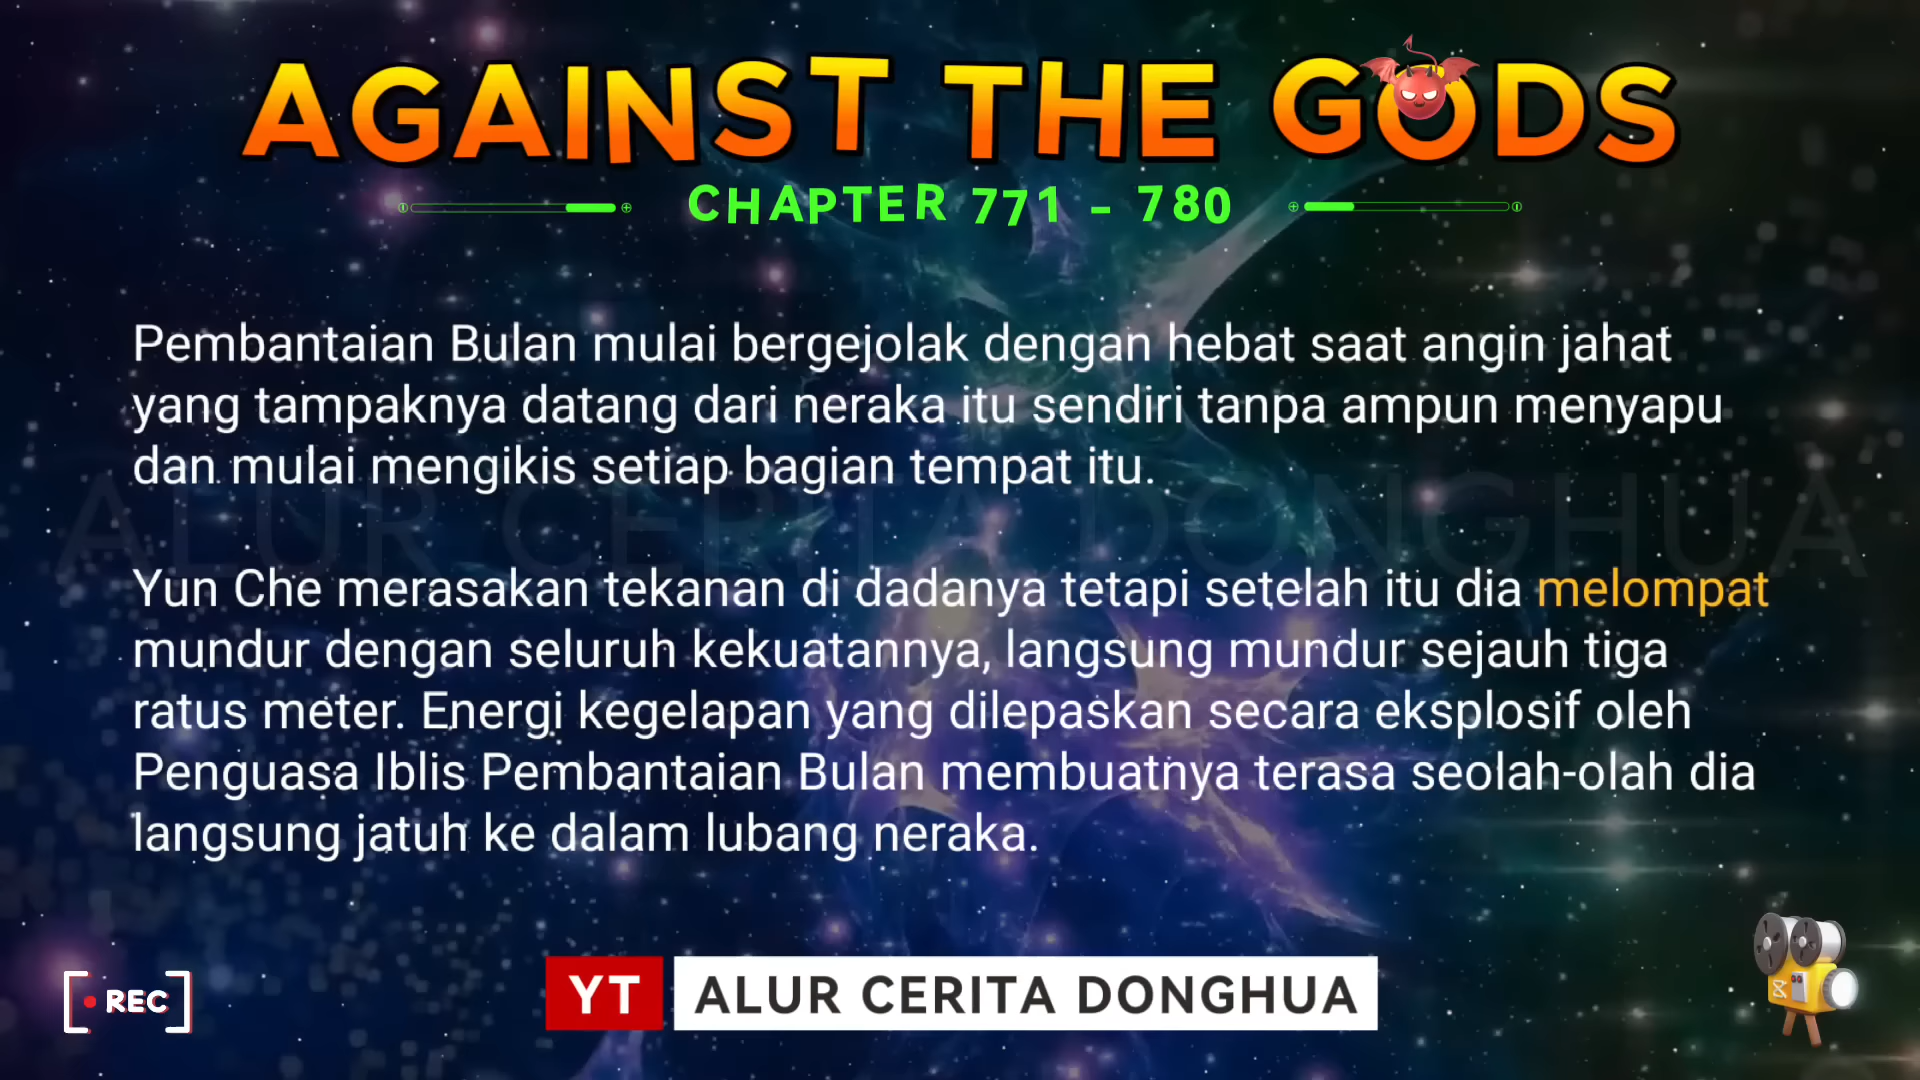 AGAINST THE GODS
CHAPTER 771 - 780
Pembantaian Bulan mulai bergejolak dengan hebat saat angin jahat
yang tampaknya datang dari neraka itu sendiri tanpa ampun menyapu
dan mulai mengikis setiap bagian tempat itu.
ALUR CERITA DONGHUA
Yun Che merasakan tekanan di dadanya tetapi setelah itu dia melompat
mundur dengan seluruh kekuatannya, langsung mundur sejauh tiga
ratus meter. Energi kegelapan yang dilepaskan secara eksplosif oleh
Penguasa Iblis Pembantaian Bulan membuatnya terasa seolah-olah dia
langsung jatuh ke dalam lubang neraka.
REC
YT ALUR CERITA DONGHUA